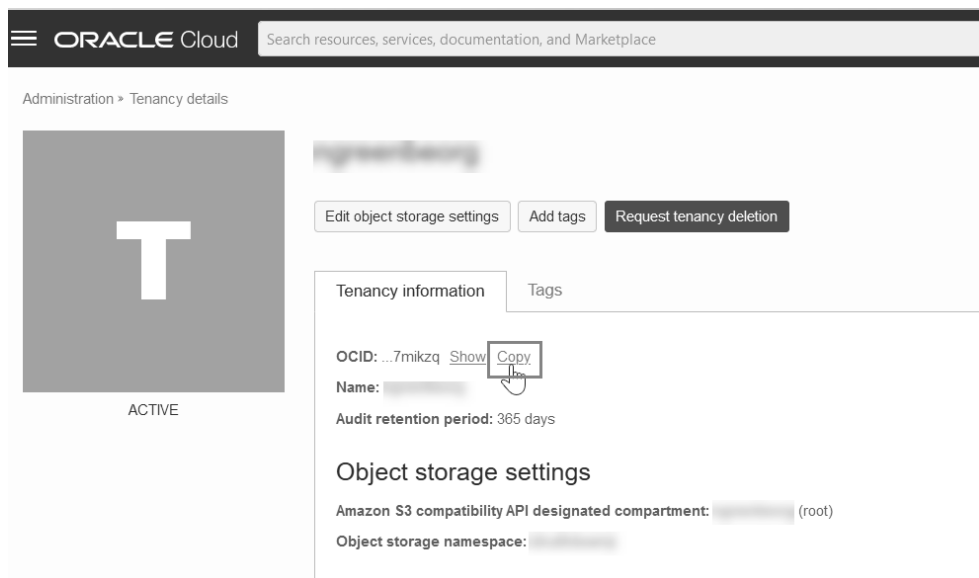 ORACLE Cloud Search resources, services, documentation, and Marketplace
Administration » Tenancy details
T
ACTIVE
Edit object storage settings Add tags Request tenancy deletion
Tenancy information Tags
OCID: ...7mikzq Show Copy
Name:
Audit retention period: 365 days
Object storage settings
Amazon S3 compatibility API designated compartment: (root)
Object storage namespace: